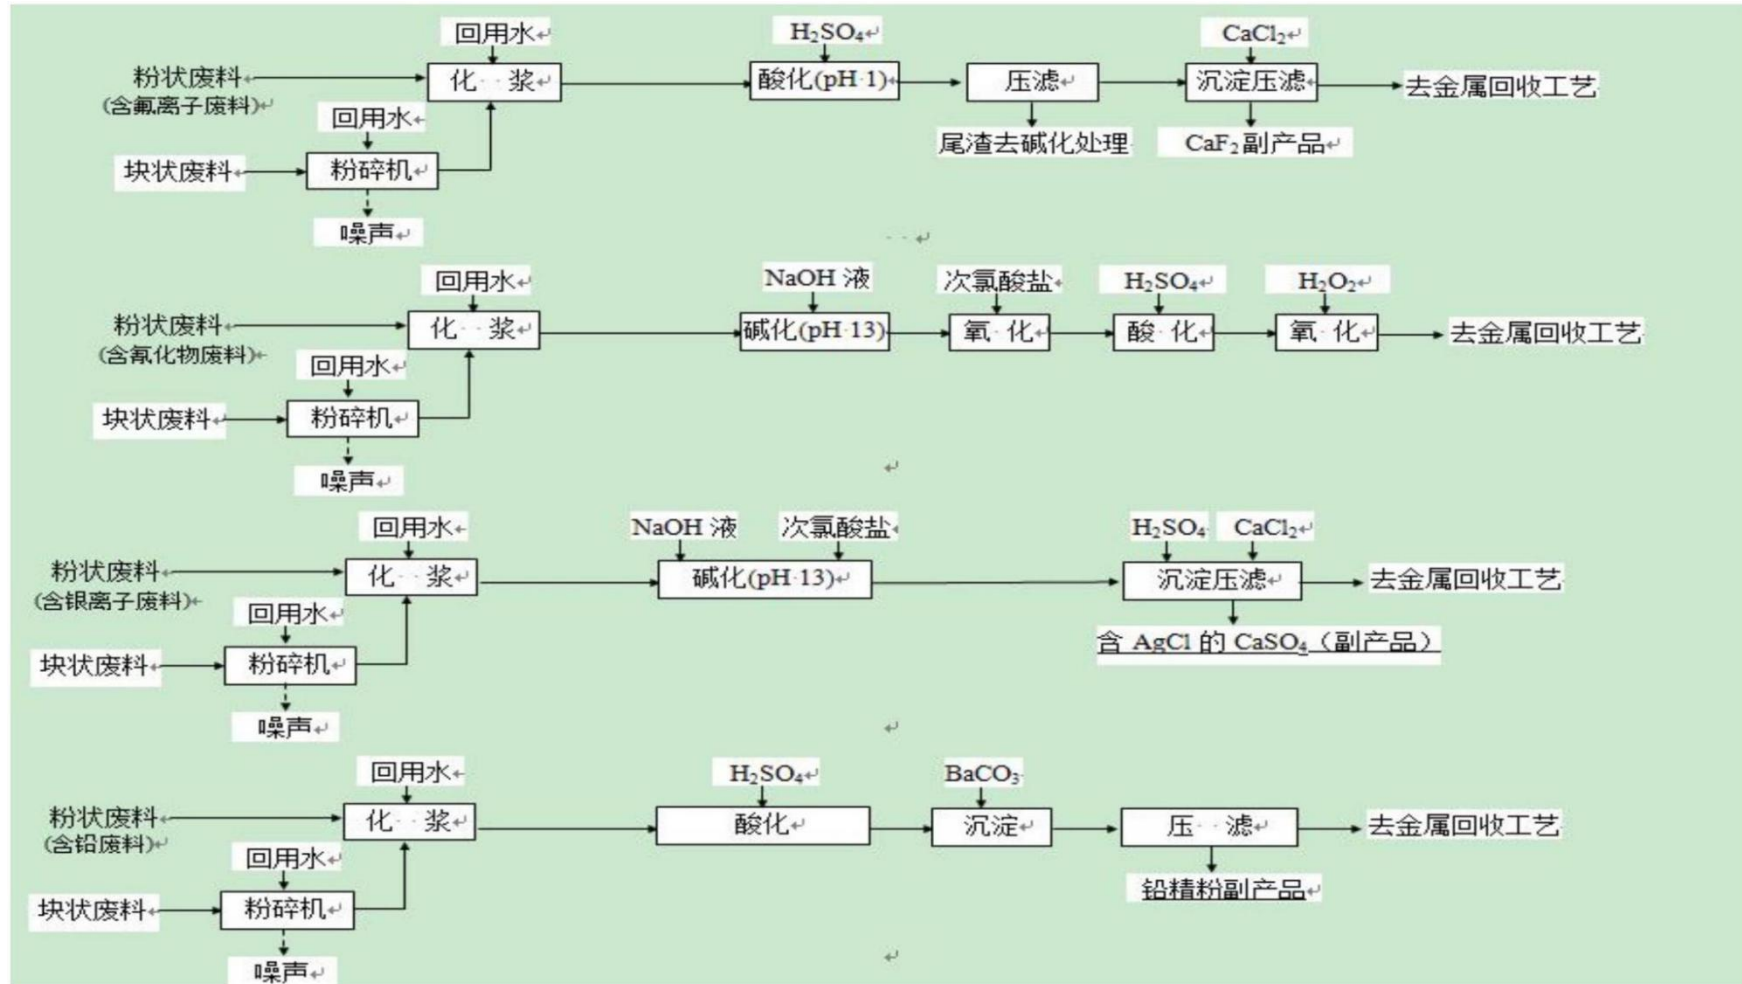 回用水
H₂SO₄
CaCl₂
粉状废料
(含氟离子废料)
化 浆
酸化(pH 1)
压滤
沉淀压滤
去金属回收工艺
回用水
尾渣去碱化处理
CaF₂副产品
块状废料
粉碎机
噪声
回用水
NaOH 液
次氯酸盐
H₂SO₄
H₂O₂
粉状废料
(含氰化物废料)
化 浆
碱化(pH 13)
氧 化
酸 化
氧 化
去金属回收工艺
回用水
块状废料
粉碎机
噪声
回用水
NaOH 液
次氯酸盐
H₂SO₄
CaCl₂
粉状废料
(含银离子废料)
化 浆
碱化(pH 13)
沉淀压滤
去金属回收工艺
回用水
含 AgCl 的 CaSO₄（副产品）
块状废料
粉碎机
噪声
回用水
H₂SO₄
BaCO₃
粉状废料
(含铅废料)
化 浆
酸化
沉淀
压 滤
去金属回收工艺
回用水
铅精粉副产品
块状废料
粉碎机
噪声